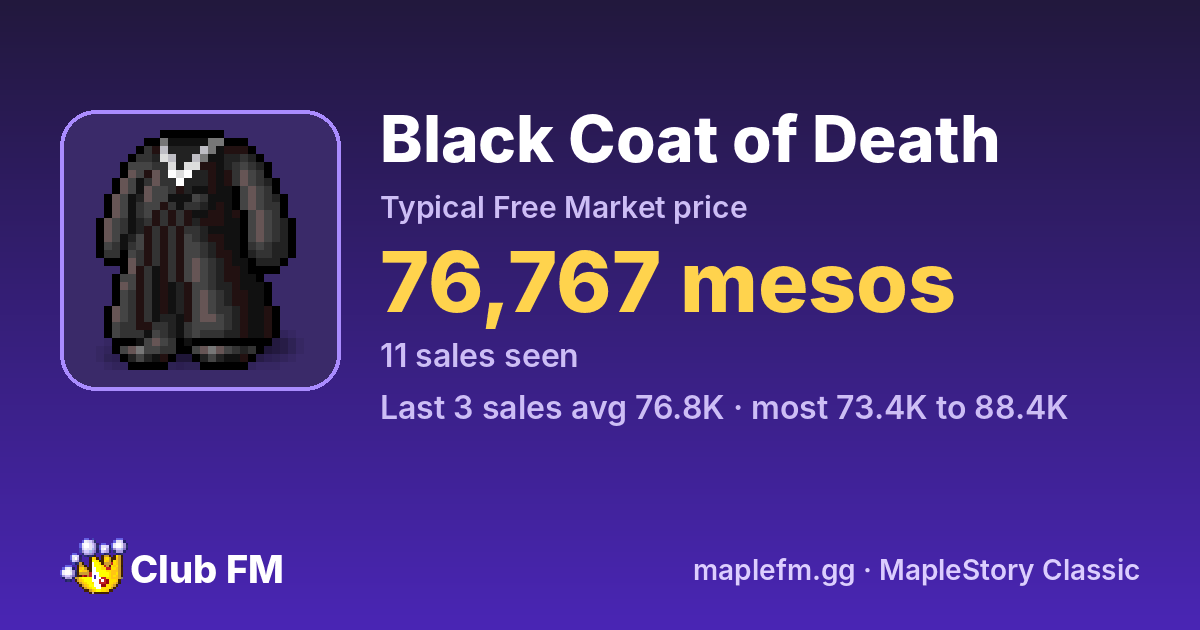 Black Coat of Death
Typical Free Market price
76,767 mesos
11 sales seen
Last 3 sales avg 76.8K · most 73.4K to 88.4K
Club FM
maplefm.gg · MapleStory Classic